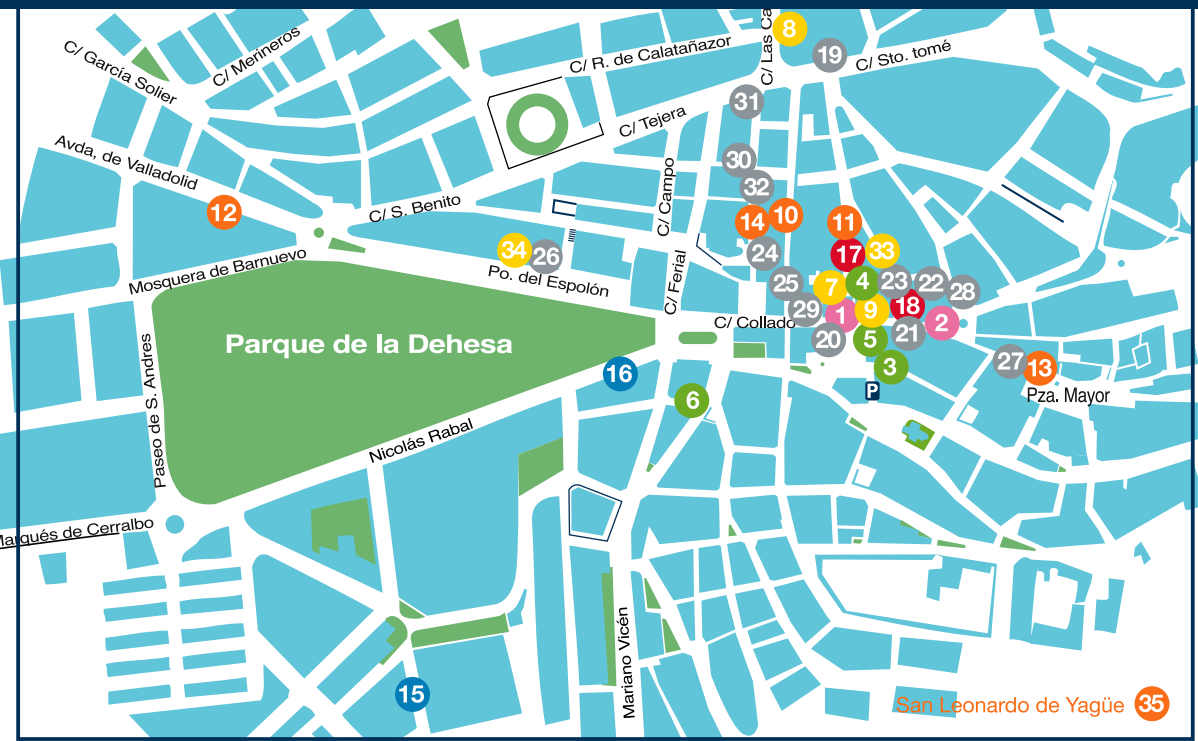 8
C/ Las Ca
19
C/ Sto. tomé
C/ García Solier
C/ Merineros
C/ R. de Calatañazor
31
C/ Tejera
Avda, de Valladolid
30
32
12
C/ S. Benito
C/ Campo
14
10
11
34
26
24
17
33
Mosquera de Barnuevo
Po. del Espolón
C/ Ferial
25
7
4
23
22
28
29
1
9
18
2
C/ Collado
20
5
21
Parque de la Dehesa
Paseo de S. Andres
16
3
27
13
P
Pza. Mayor
6
Nicolás Rabal
Marqués de Cerralbo
Mariano Vicén
15
San Leonardo de Yagüe 35